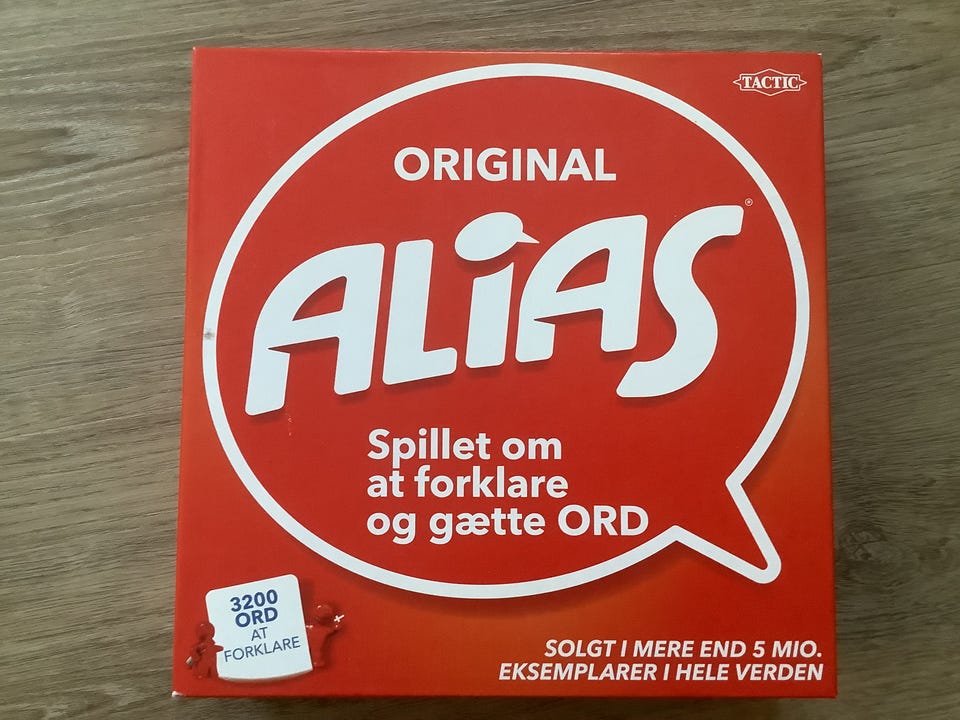 TACTIC
ORIGINAL
ALiAS®
Spillet om
at forklare
og gætte ORD
3200
ORD
AT
FORKLARE
SOLGT I MERE END 5 MIO.
EKSEMPLARER I HELE VERDEN